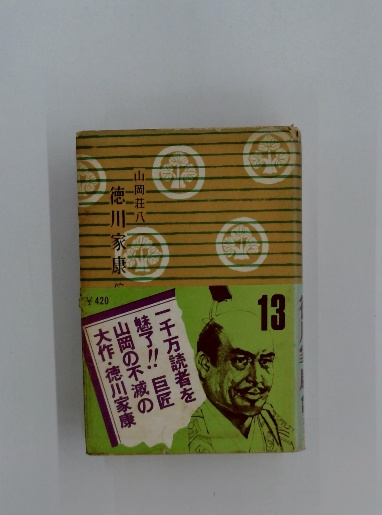 山岡荘八
徳川家康
¥420
13
一千万読者を
魅了!! 巨匠
山岡の不滅の
大作・徳川家康